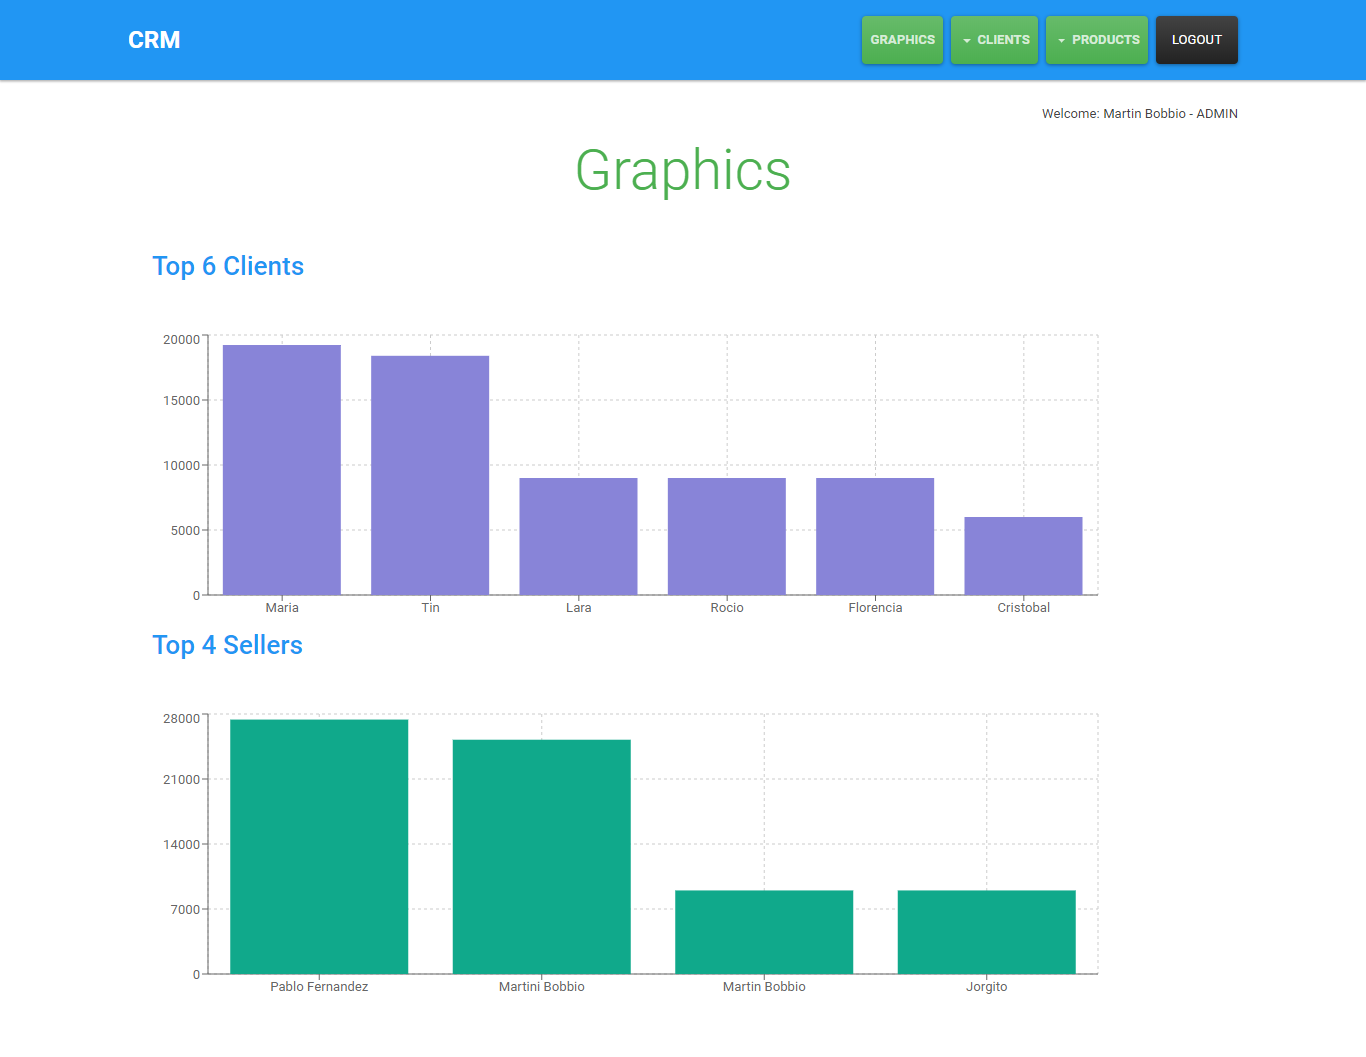 CRM
GRAPHICS
CLIENTS
PRODUCTS
LOGOUT
Welcome: Martin Bobbio - ADMIN
Graphics
Top 6 Clients
20000
15000
10000
5000
0
Maria
Tin
Lara
Rocio
Florencia
Cristobal
Top 4 Sellers
28000
21000
14000
7000
0
Pablo Fernandez
Martini Bobbio
Martin Bobbio
Jorgito